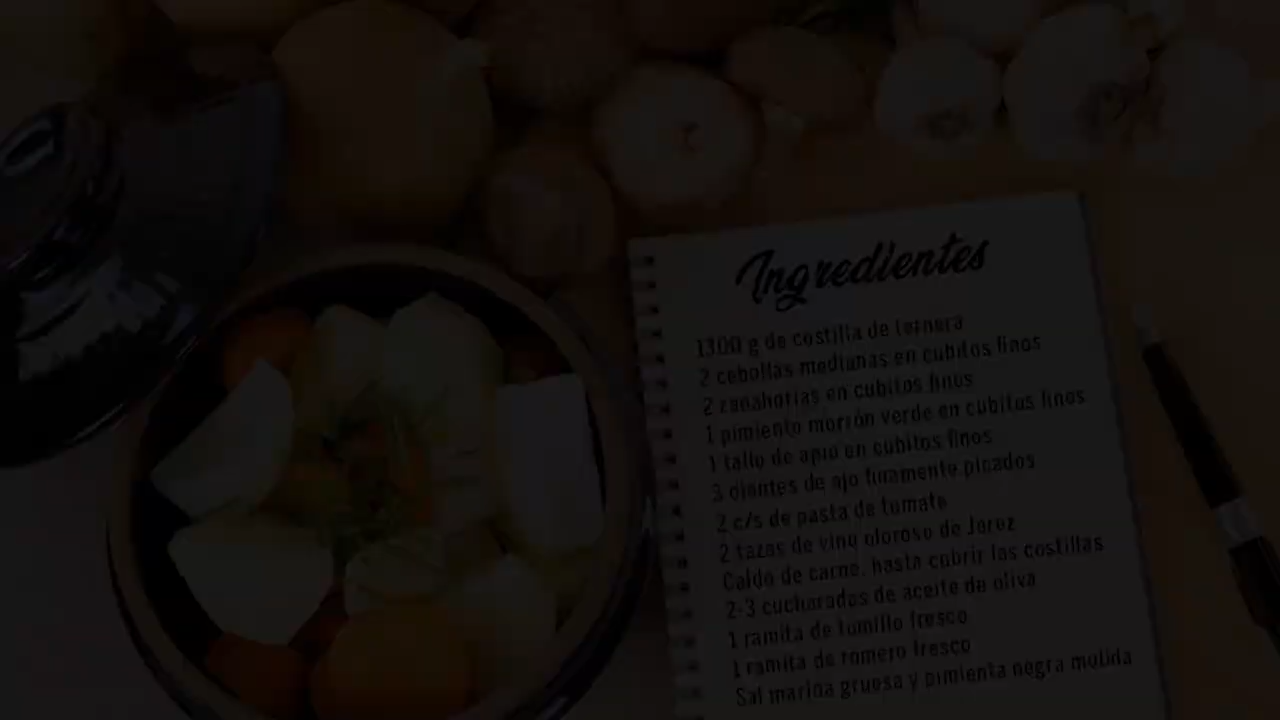 Ingredientes
1300 g de costilla de ternera
2 cebollas medianas en cubitos finos
2 zanahorias en cubitos finos
1 pimiento morrón verde en cubitos finos
1 tallo de apio en cubitos finos
3 dientes de ajo finamente picados
2 c/s de pasta de tomate
2 tazas de vino oloroso de Jerez
Caldo de carne, hasta cubrir las costillas
2-3 cucharadas de aceite de oliva
1 ramita de tomillo fresco
1 ramita de romero fresco
Sal marina gruesa y pimienta negra molida